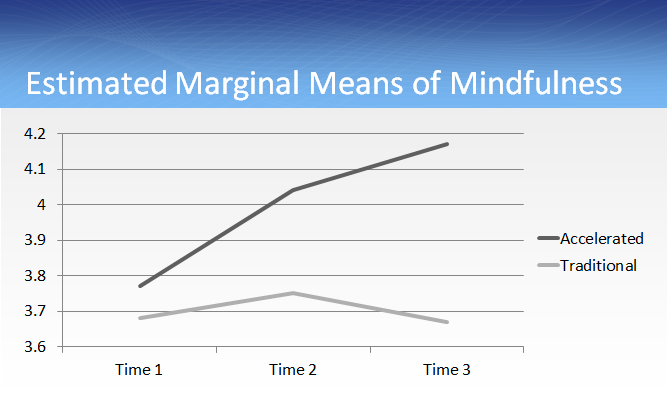 Estimated Marginal Means of Mindfulness
4.2
4.1
4
3.9
3.8
3.7
3.6
Time 1 Time 2 Time 3
Accelerated
Traditional